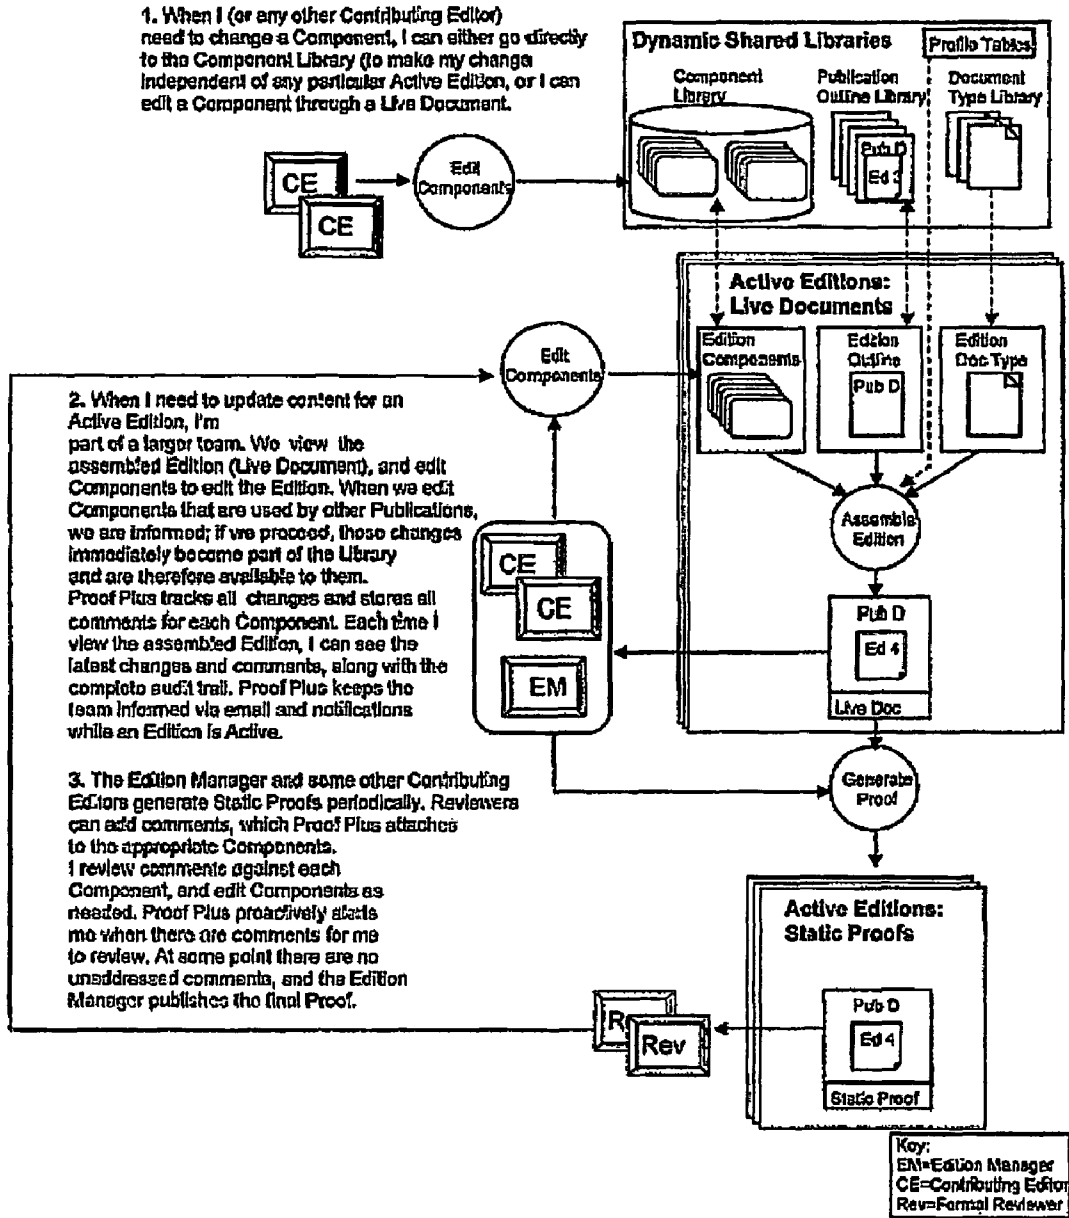 1. When I (or any other Contributing Editor)
need to change a Component, I can either go directly
to the Component Library (to make my change
independent of any particular Active Edition, or I can
edit a Component through a Live Document.
Dynamic Shared Libraries
Profile Tables
Component
Library
Publication
Outline Library
Document
Type Library
Pub D
Ed
CE
CE
Edit
Components
Active Editions:
Live Documents
Edition
Components
Edition
Outline
Pub D
Edition
Doc Type
Edit
Components
2. When I need to update content for an
Active Edition, I'm
part of a larger team. We view the
assembled Edition (Live Document), and edit
Components to edit the Edition. When we edit
Components that are used by other Publications,
we are informed; if we proceed, those changes
immediately become part of the Library
and are therefore available to them.
Proof Plus tracks all changes and stores all
comments for each Component. Each time I
view the assembled Edition, I can see the
latest changes and comments, along with the
complete audit trail. Proof Plus keeps the
team informed via email and notifications
while an Edition is Active.
CE
CE
EM
Assemble
Edition
Pub D
Ed 4
Live Doc
Generate
Proof
3. The Edition Manager and some other Contributing
Editors generate Static Proofs periodically. Reviewers
can add comments, which Proof Plus attaches
to the appropriate Components.
I review comments against each
Component, and edit Components as
needed. Proof Plus proactively alerts
me when there are comments for me
to review. At some point there are no
unaddressed comments, and the Edition
Manager publishes the final Proof.
Active Editions:
Static Proofs
Pub D
Ed 4
Static Proof
R
Rev
Key:
EM=Edition Manager
CE=Contributing Editor
Rev=Formal Reviewer